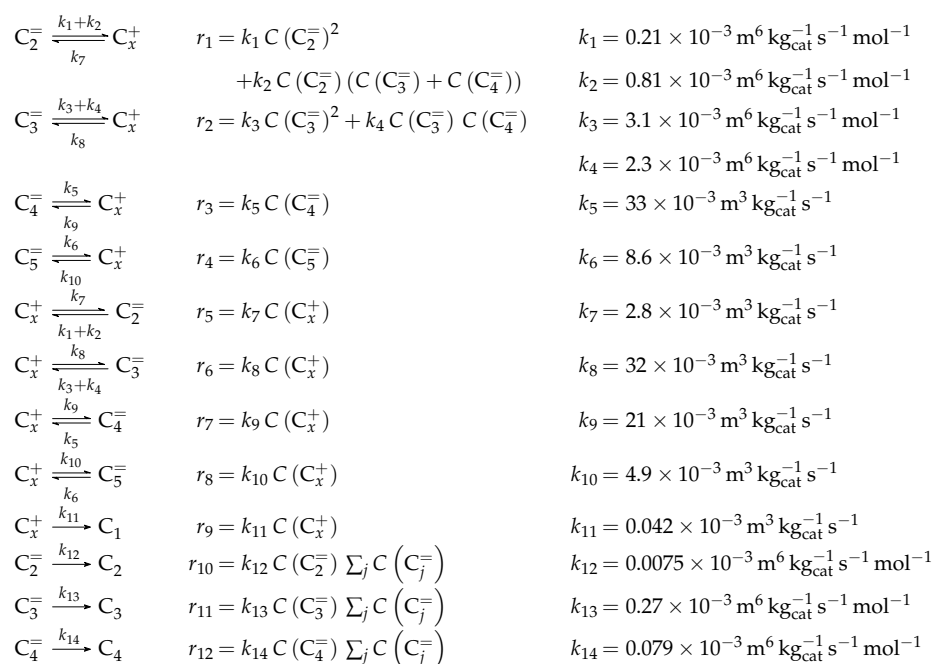 C₂⁼ ⇌ (k₁+k₂ / k₇) Cₓ⁺    r₁ = k₁ C (C₂⁼)²    k₁ = 0.21 × 10⁻³ m⁶ kg_cat⁻¹ s⁻¹ mol⁻¹
+k₂ C (C₂⁼) (C (C₃⁼) + C (C₄⁼))    k₂ = 0.81 × 10⁻³ m⁶ kg_cat⁻¹ s⁻¹ mol⁻¹
C₃⁼ ⇌ (k₃+k₄ / k₈) Cₓ⁺    r₂ = k₃ C (C₃⁼)² + k₄ C (C₃⁼) C (C₄⁼)    k₃ = 3.1 × 10⁻³ m⁶ kg_cat⁻¹ s⁻¹ mol⁻¹
k₄ = 2.3 × 10⁻³ m⁶ kg_cat⁻¹ s⁻¹ mol⁻¹
C₄⁼ ⇌ (k₅ / k₉) Cₓ⁺    r₃ = k₅ C (C₄⁼)    k₅ = 33 × 10⁻³ m³ kg_cat⁻¹ s⁻¹
C₅⁼ ⇌ (k₆ / k₁₀) Cₓ⁺    r₄ = k₆ C (C₅⁼)    k₆ = 8.6 × 10⁻³ m³ kg_cat⁻¹ s⁻¹
Cₓ⁺ ⇌ (k₇ / k₁+k₂) C₂⁼    r₅ = k₇ C (Cₓ⁺)    k₇ = 2.8 × 10⁻³ m³ kg_cat⁻¹ s⁻¹
Cₓ⁺ ⇌ (k₈ / k₃+k₄) C₃⁼    r₆ = k₈ C (Cₓ⁺)    k₈ = 32 × 10⁻³ m³ kg_cat⁻¹ s⁻¹
Cₓ⁺ ⇌ (k₉ / k₅) C₄⁼    r₇ = k₉ C (Cₓ⁺)    k₉ = 21 × 10⁻³ m³ kg_cat⁻¹ s⁻¹
Cₓ⁺ ⇌ (k₁₀ / k₆) C₅⁼    r₈ = k₁₀ C (Cₓ⁺)    k₁₀ = 4.9 × 10⁻³ m³ kg_cat⁻¹ s⁻¹
Cₓ⁺ → (k₁₁) C₁    r₉ = k₁₁ C (Cₓ⁺)    k₁₁ = 0.042 × 10⁻³ m³ kg_cat⁻¹ s⁻¹
C₂⁼ → (k₁₂) C₂    r₁₀ = k₁₂ C (C₂⁼) ∑ⱼ C (Cⱼ⁼)    k₁₂ = 0.0075 × 10⁻³ m⁶ kg_cat⁻¹ s⁻¹ mol⁻¹
C₃⁼ → (k₁₃) C₃    r₁₁ = k₁₃ C (C₃⁼) ∑ⱼ C (Cⱼ⁼)    k₁₃ = 0.27 × 10⁻³ m⁶ kg_cat⁻¹ s⁻¹ mol⁻¹
C₄⁼ → (k₁₄) C₄    r₁₂ = k₁₄ C (C₄⁼) ∑ⱼ C (Cⱼ⁼)    k₁₄ = 0.079 × 10⁻³ m⁶ kg_cat⁻¹ s⁻¹ mol⁻¹